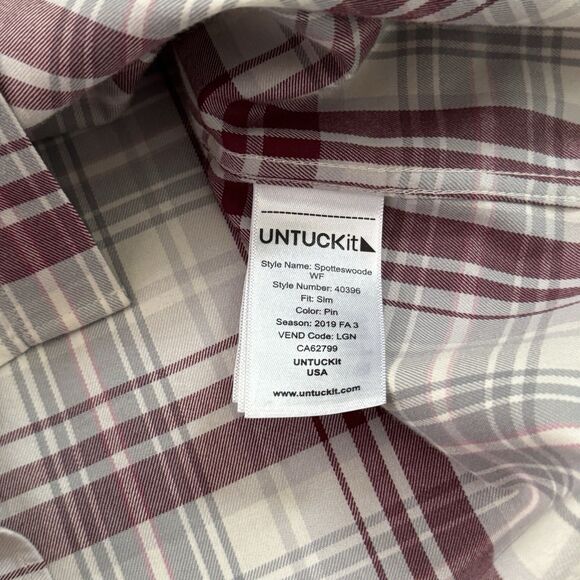 UNTUCKit
Style Name: Spotteswoode
WF
Style Number: 40396
Fit: Slm
Color: Pin
Season: 2019 FA 3
VEND Code: LGN
CA62799
UNTUCKit
USA
www.untuckit.com